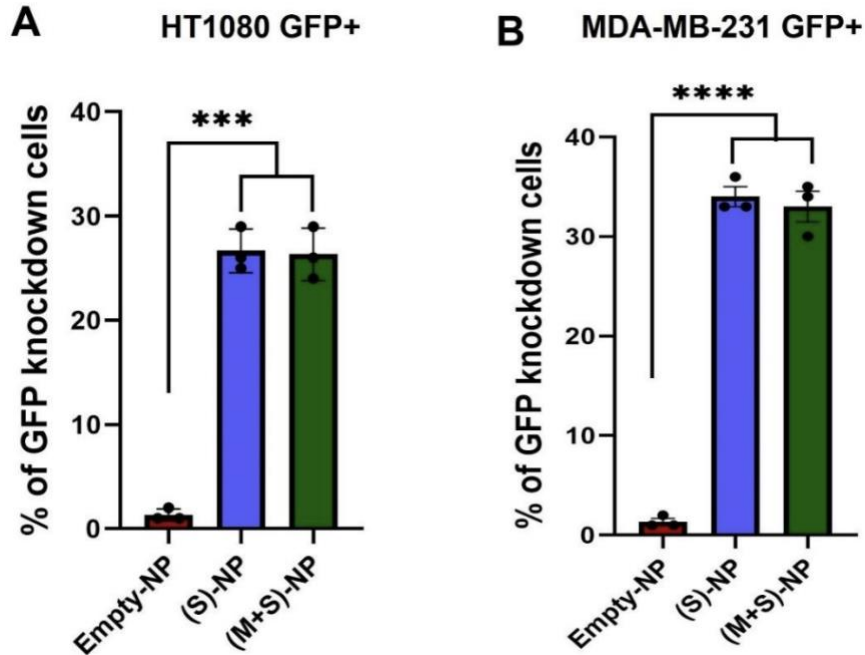 A
HT1080 GFP+
% of GFP knockdown cells
40
30
20
10
0
***
Empty-NP
(S)-NP
(M+S)-NP
B
MDA-MB-231 GFP+
% of GFP knockdown cells
40
30
20
10
0
****
Empty-NP
(S)-NP
(M+S)-NP